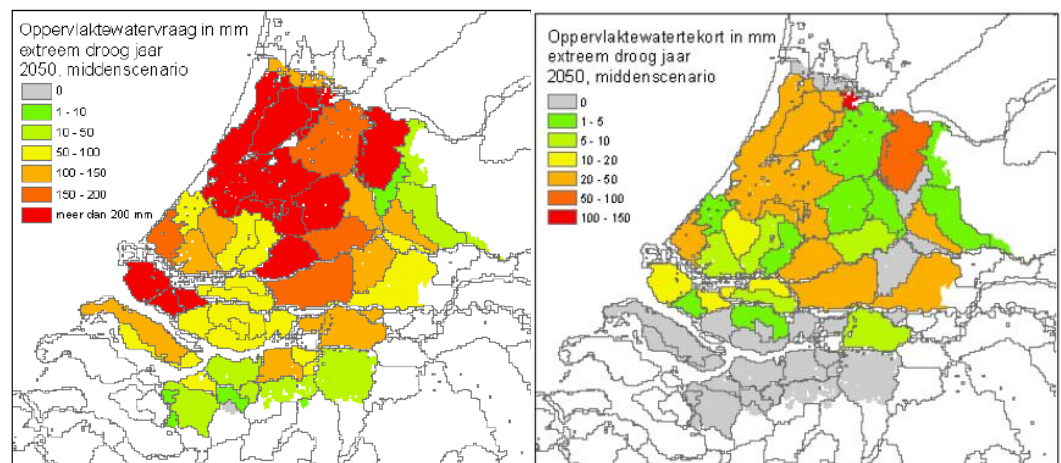 Oppervlaktewatervraag in mm
extreem droog jaar
2050, middenscenario
0
1 - 10
10 - 50
50 - 100
100 - 150
150 - 200
meer dan 200 mm
Oppervlaktewatertekort in mm
extreem droog jaar
2050, middenscenario
0
1 - 5
5 - 10
10 - 20
20 - 50
50 - 100
100 - 150